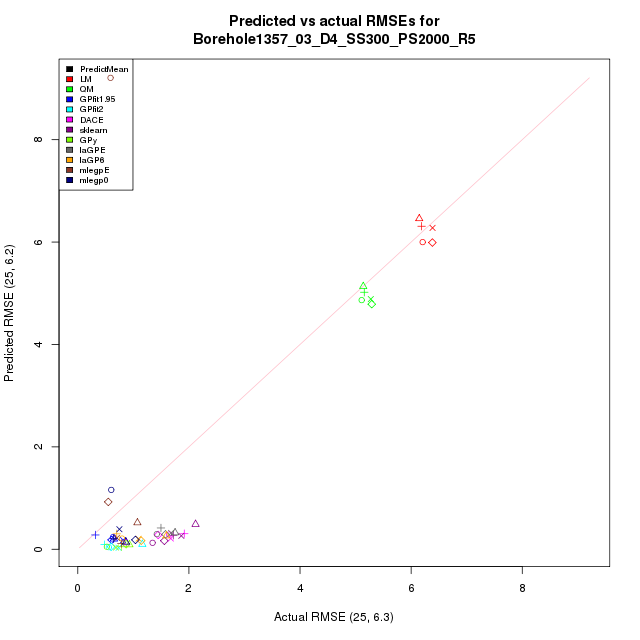 Predicted vs actual RMSEs for
Borehole1357_03_D4_SS300_PS2000_R5
PredictMean
LM
QM
GPfit1.95
GPfit2
DACE
sklearn
GPy
laGPE
laGP6
mlegpE
mlegp0
Predicted RMSE (25, 6.2)
8
6
4
2
0
0 2 4 6 8
Actual RMSE (25, 6.3)